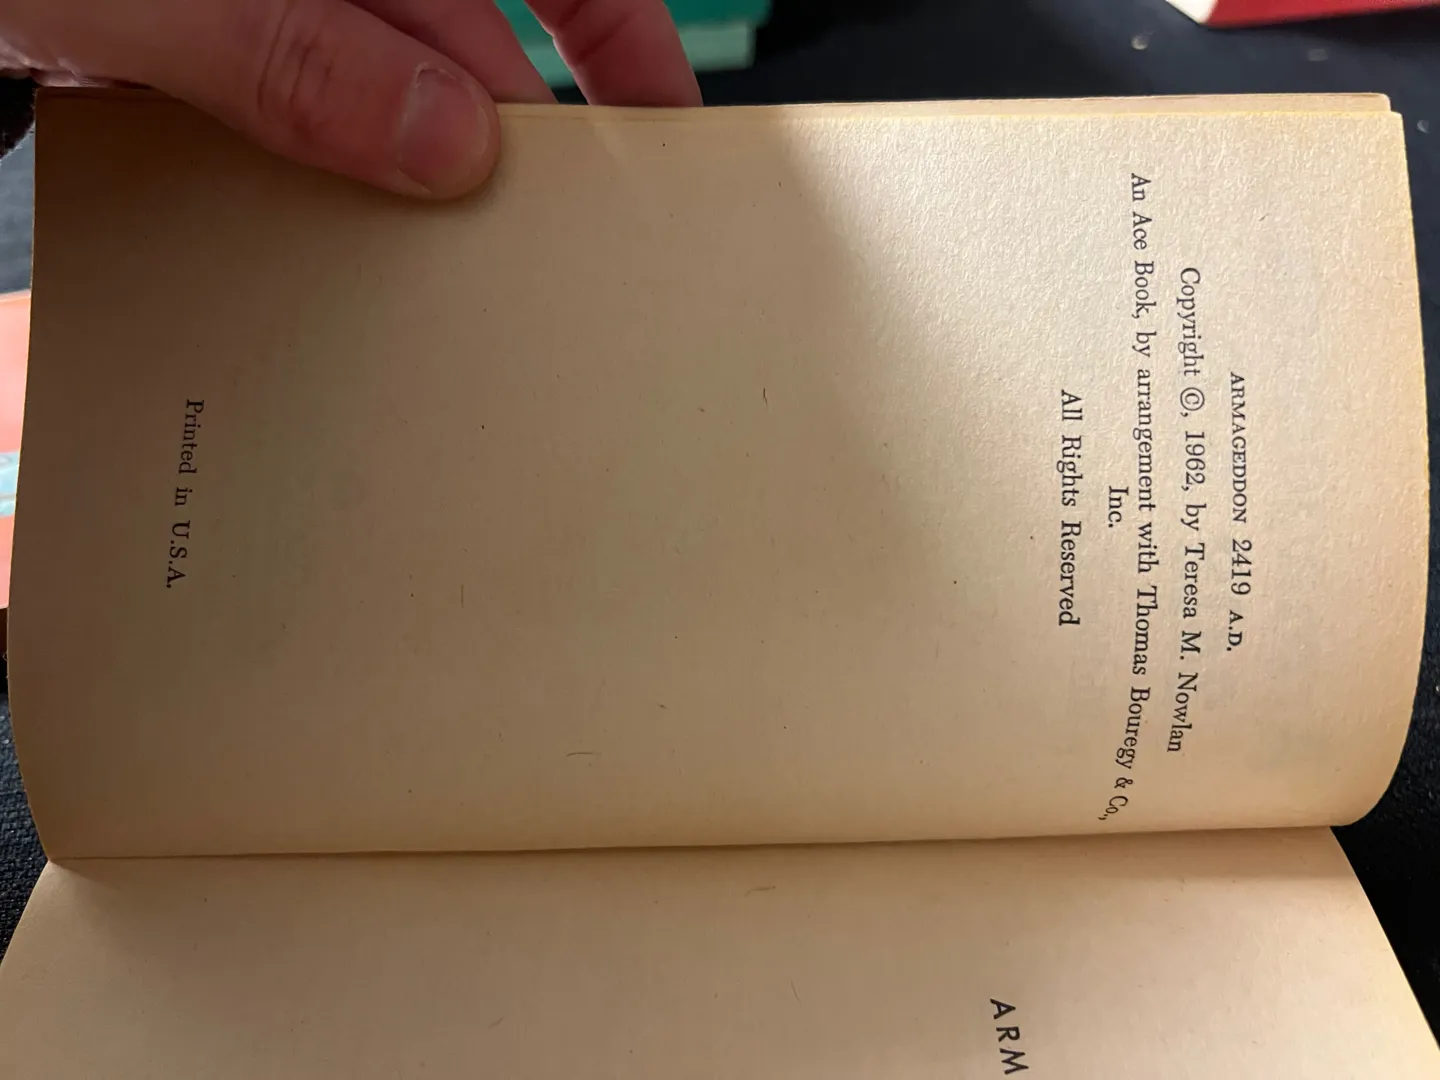 ARMAGEDDON 2419 A.D.
Copyright ©, 1962, by Teresa M. Nowlan
An Ace Book, by arrangement with Thomas Bouregy & Co.,
Inc.
All Rights Reserved
Printed in U.S.A.
ARM